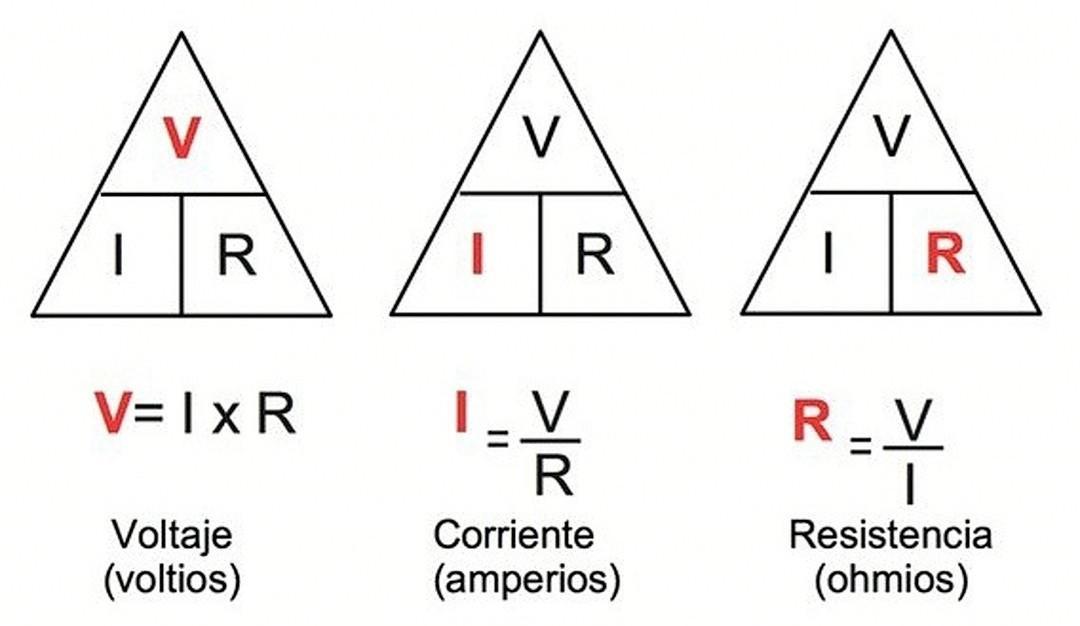 V
I R
V
I R
V
I R
V= I x R
I = V
R
R = V
I
Voltaje
(voltios)
Corriente
(amperios)
Resistencia
(ohmios)